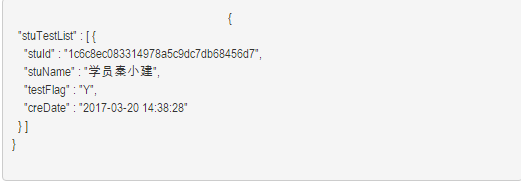 {
"stuTestList" : [ {
"stuId" : "1c6c8ec083314978a5c9dc7db68456d7",
"stuName" : "学员秦小建",
"testFlag" : "Y",
"creDate" : "2017-03-20 14:38:28"
} ]
}